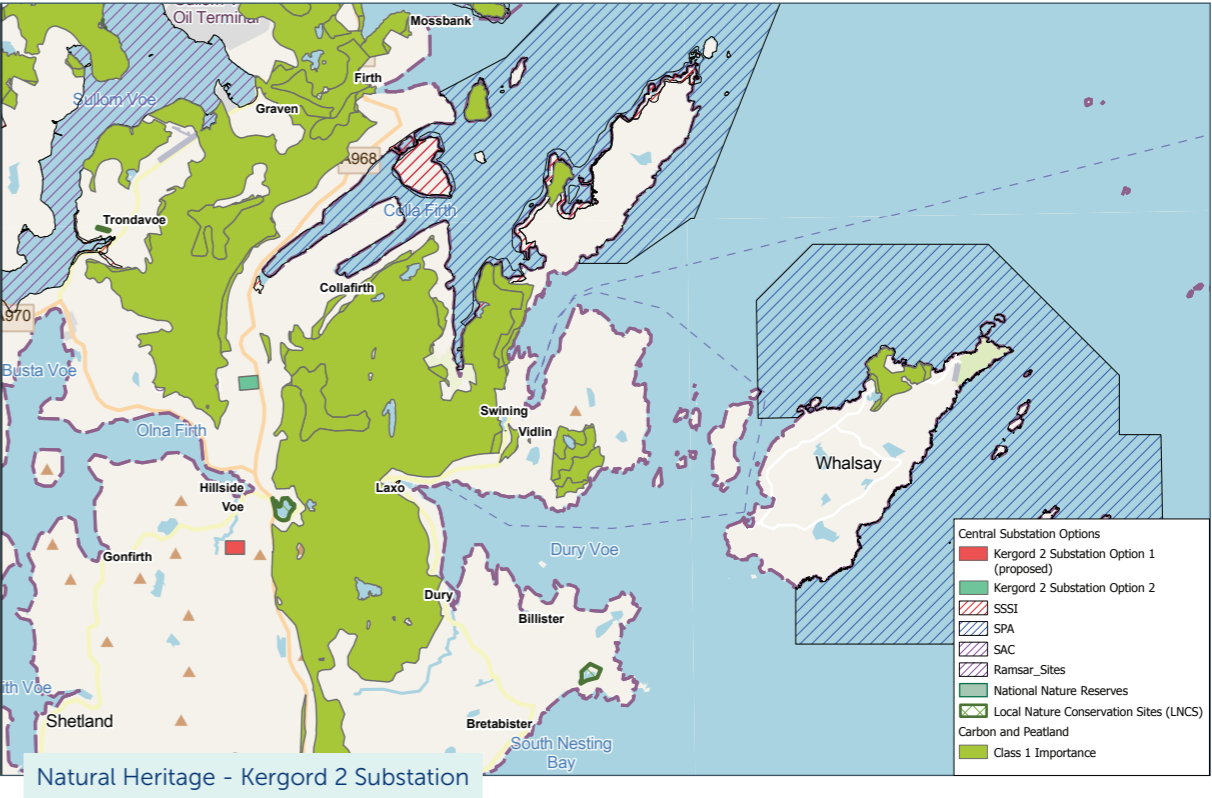 Oil Terminal
Mossbank
Firth
Sullom Voe
Graven
A968
Trondavoe
Colla Firth
Collafirth
A970
Busta Voe
Swining
Olna Firth
Vidlin
Whalsay
Hillside
Laxo
Voe
Dury Voe
Gonfirth
Dury
Billister
Shetland
Bretabister
South Nesting
Bay
Central Substation Options
Kergord 2 Substation Option 1
(proposed)
Kergord 2 Substation Option 2
SSSI
SPA
SAC
Ramsar_Sites
National Nature Reserves
Local Nature Conservation Sites (LNCS)
Carbon and Peatland
Class 1 Importance
Natural Heritage - Kergord 2 Substation